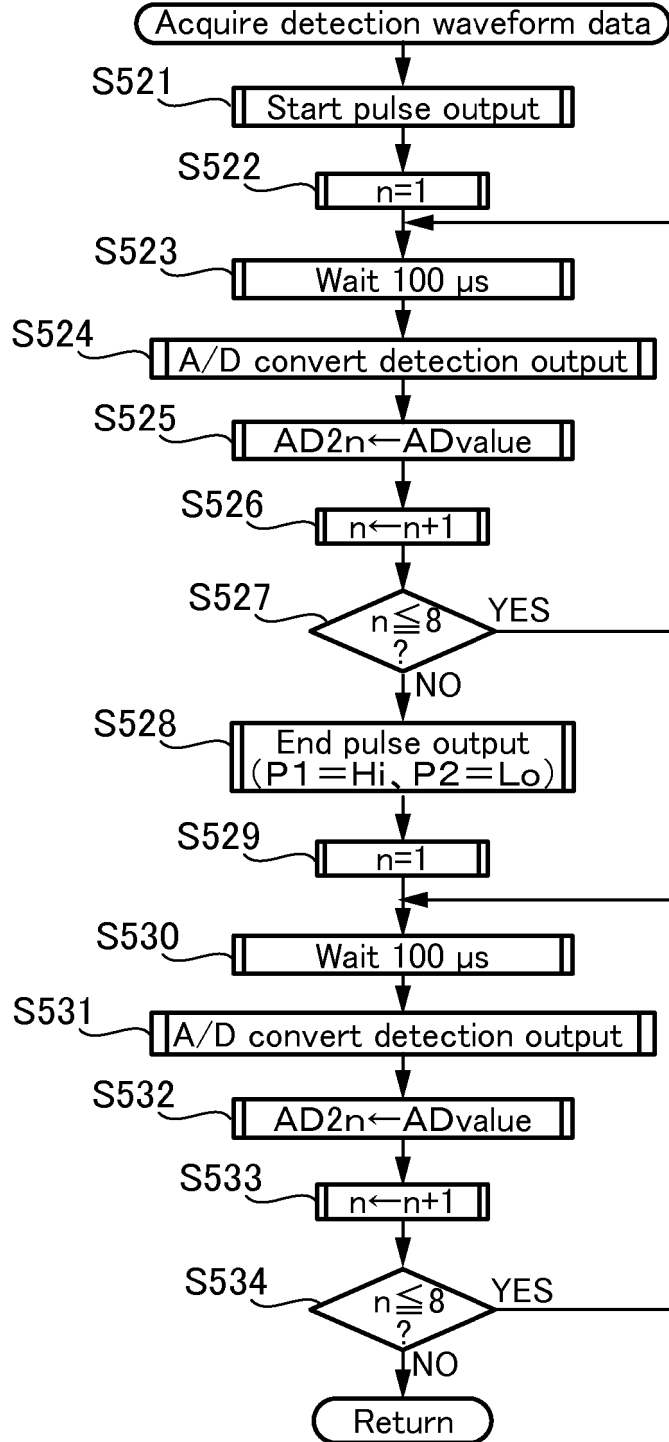 Acquire detection waveform data
S521
Start pulse output
S522
n=1
S523
Wait 100 μs
S524
A/D convert detection output
S525
AD2n←ADvalue
S526
n←n+1
S527
n≦8
?
YES
NO
S528
End pulse output
(P1=Hi、P2=Lo)
S529
n=1
S530
Wait 100 μs
S531
A/D convert detection output
S532
AD2n←ADvalue
S533
n←n+1
S534
n≦8
?
YES
NO
Return